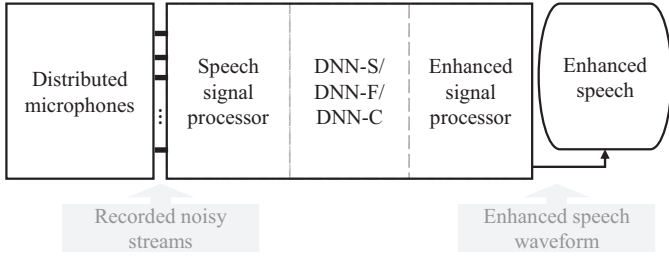 Distributed
microphones
...
Speech
signal
processor
DNN-S/
DNN-F/
DNN-C
Enhanced
signal
processor
Enhanced
speech
Recorded noisy
streams
Enhanced speech
waveform